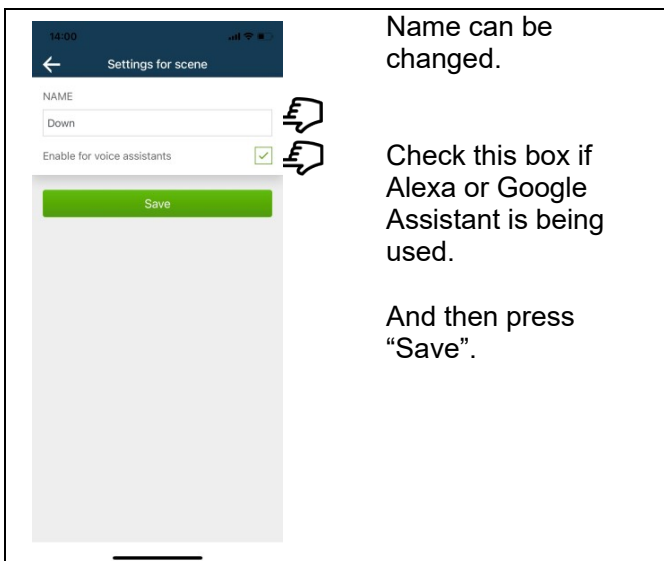 14:00
Settings for scene
NAME
Down
Enable for voice assistants
Save
Name can be
changed.
Check this box if
Alexa or Google
Assistant is being
used.
And then press
“Save”.